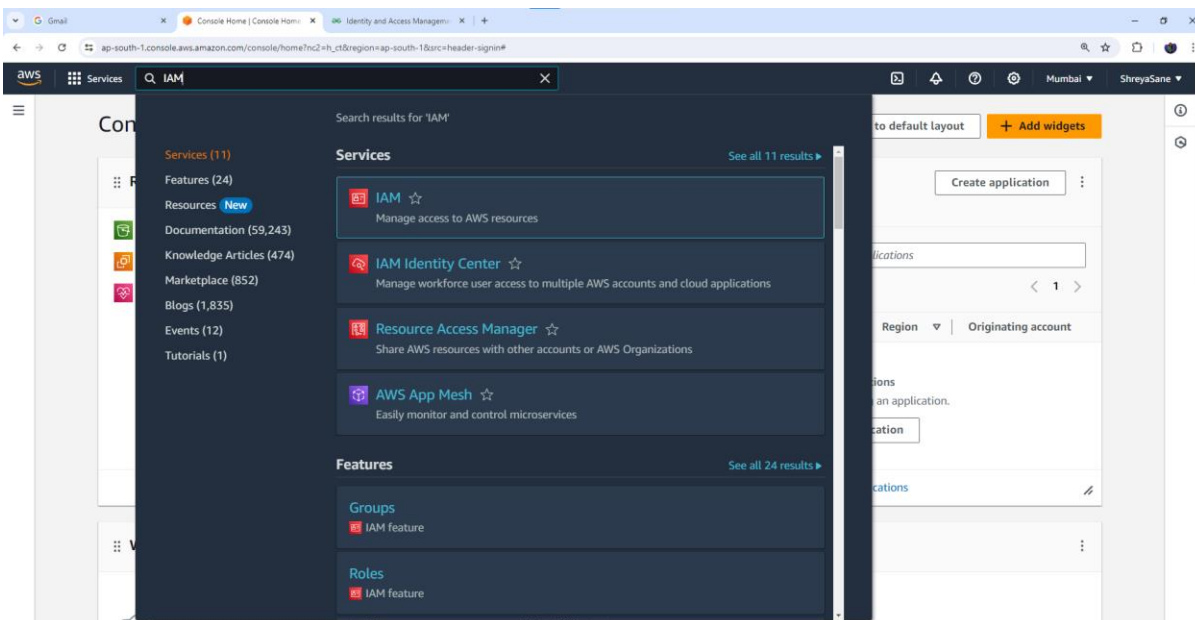 Gmail
Console Home | Console Home
Identity and Access Managemen
ap-south-1.console.aws.amazon.com/console/home?nc2=h_ct&region=ap-south-1&src=header-signin#
aws
Services
IAM
Mumbai
ShreyaSane
Con
to default layout
+ Add widgets
Search results for 'IAM'
Services (11)
Features (24)
Resources New
Documentation (59,243)
Knowledge Articles (474)
Marketplace (852)
Blogs (1,835)
Events (12)
Tutorials (1)
Services
See all 11 results
IAM
Manage access to AWS resources
IAM Identity Center
Manage workforce user access to multiple AWS accounts and cloud applications
Resource Access Manager
Share AWS resources with other accounts or AWS Organizations
AWS App Mesh
Easily monitor and control microservices
Features
See all 24 results
Groups
IAM feature
Roles
IAM feature
Create application
lications
1
Region
Originating account
ions
an application.
cation
cations